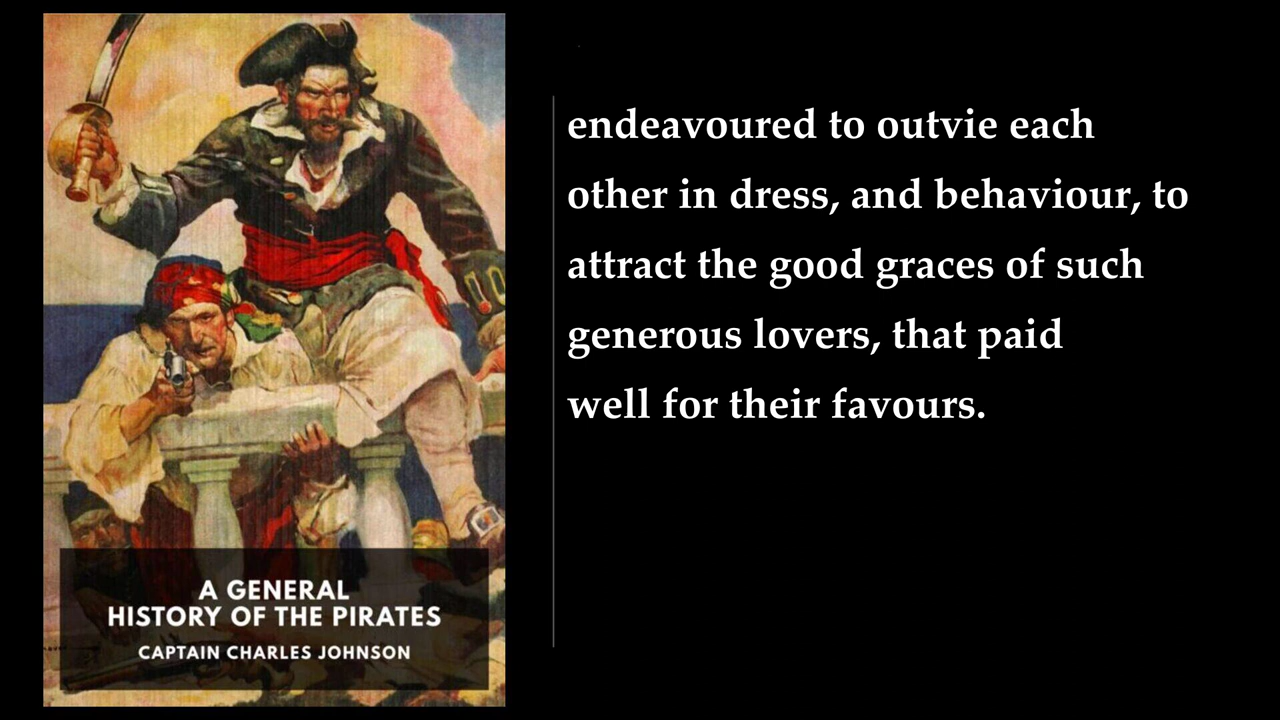 endeavoured to outvie each
other in dress, and behaviour, to
attract the good graces of such
generous lovers, that paid
well for their favours.
A GENERAL
HISTORY OF THE PIRATES
CAPTAIN CHARLES JOHNSON